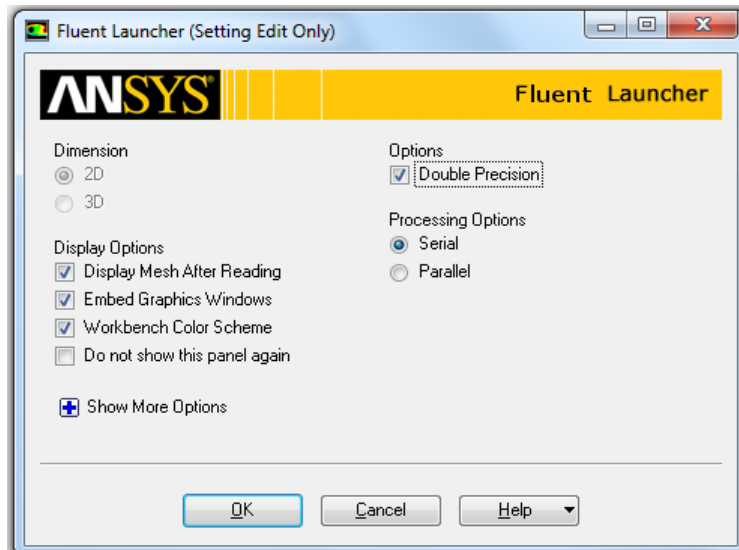 Fluent Launcher (Setting Edit Only)
ANSYS
Fluent Launcher
Dimension
2D
3D
Display Options
Display Mesh After Reading
Embed Graphics Windows
Workbench Color Scheme
Do not show this panel again
Show More Options
Options
Double Precision
Processing Options
Serial
Parallel
OK Cancel Help